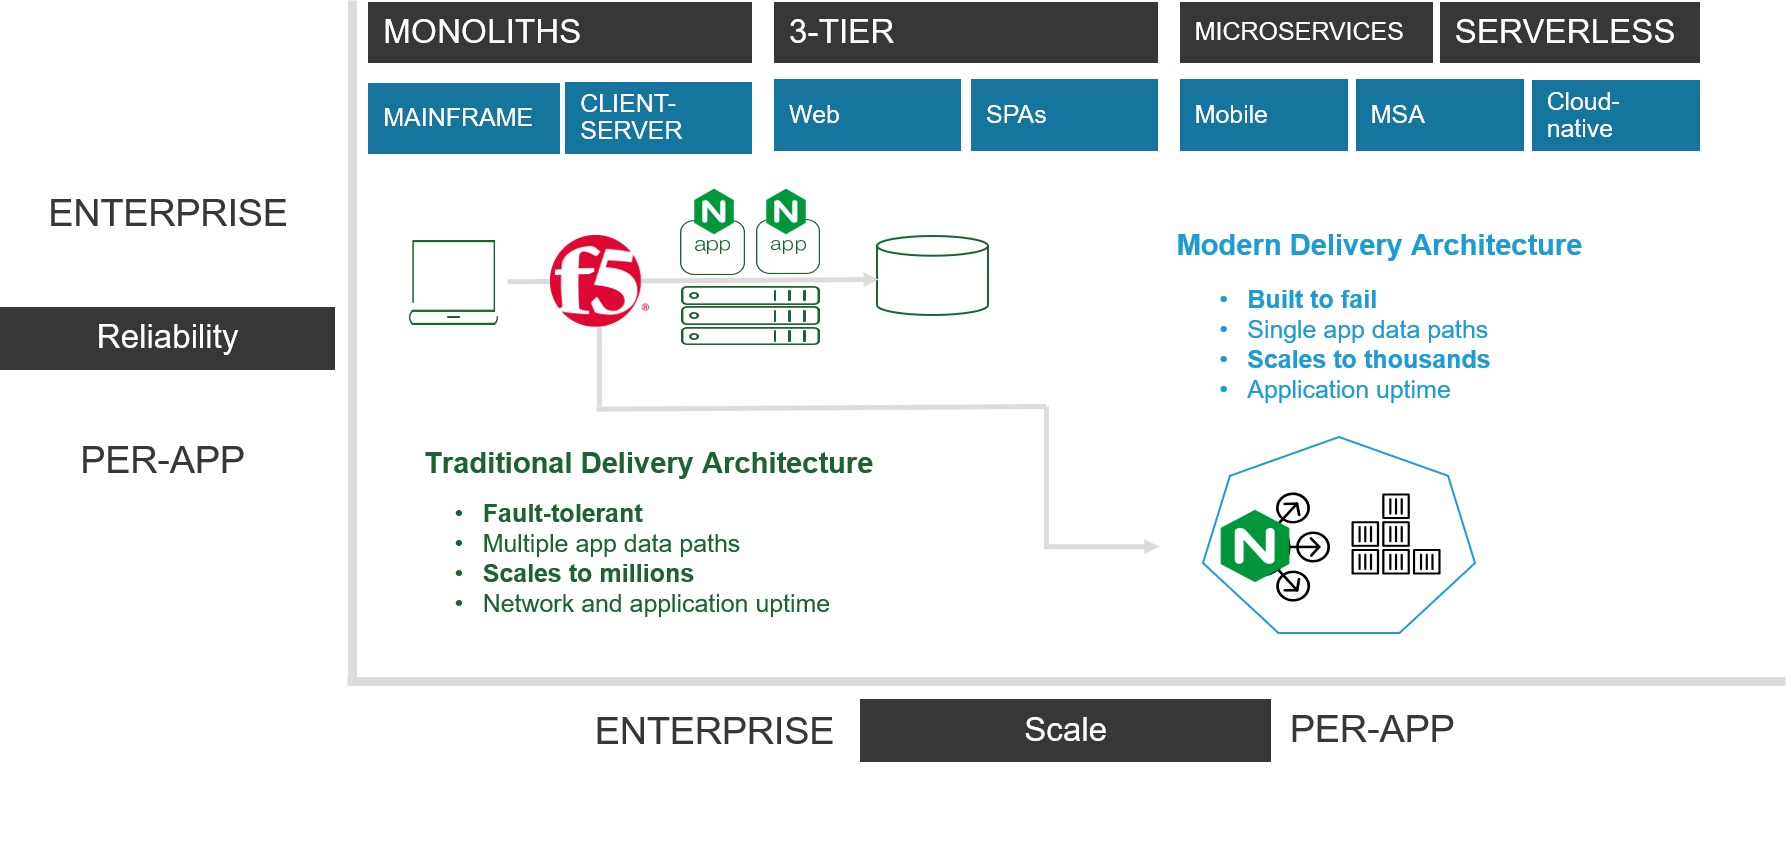 MONOLITHS
3-TIER
MICROSERVICES
SERVERLESS
MAINFRAME
CLIENT-
SERVER
Web
SPAs
Mobile
MSA
Cloud-
native
ENTERPRISE
Reliability
PER-APP
f5®
N
app
N
app
Modern Delivery Architecture
• Built to fail
• Single app data paths
• Scales to thousands
• Application uptime
Traditional Delivery Architecture
• Fault-tolerant
• Multiple app data paths
• Scales to millions
• Network and application uptime
N
ENTERPRISE
Scale
PER-APP